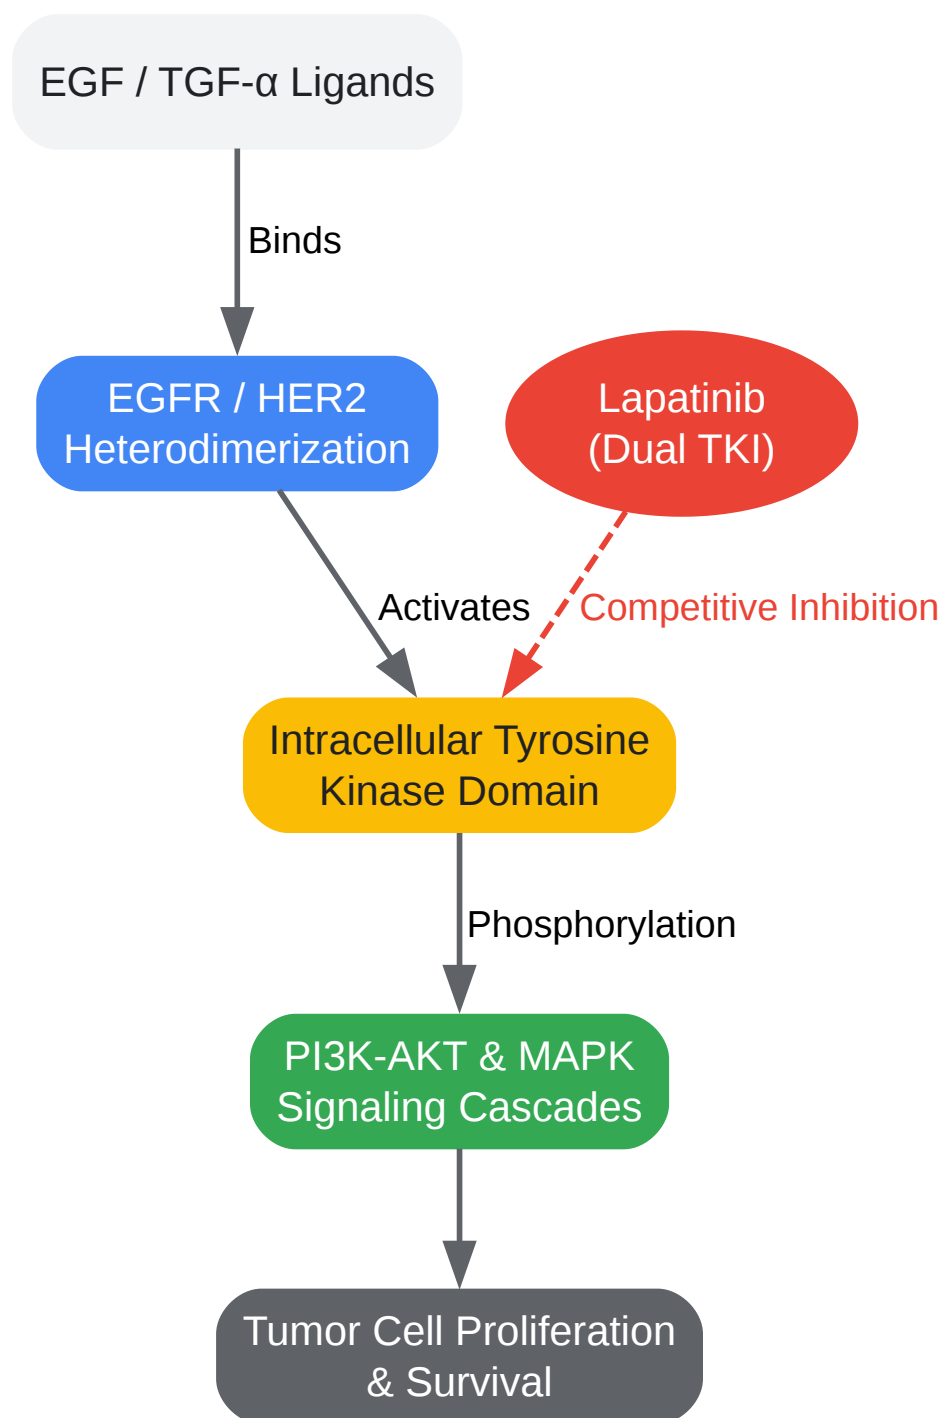 EGF / TGF-α Ligands
Binds
EGFR / HER2
Heterodimerization
Lapatinib
(Dual TKI)
Activates
Competitive Inhibition
Intracellular Tyrosine
Kinase Domain
Phosphorylation
PI3K-AKT & MAPK
Signaling Cascades
Tumor Cell Proliferation
& Survival